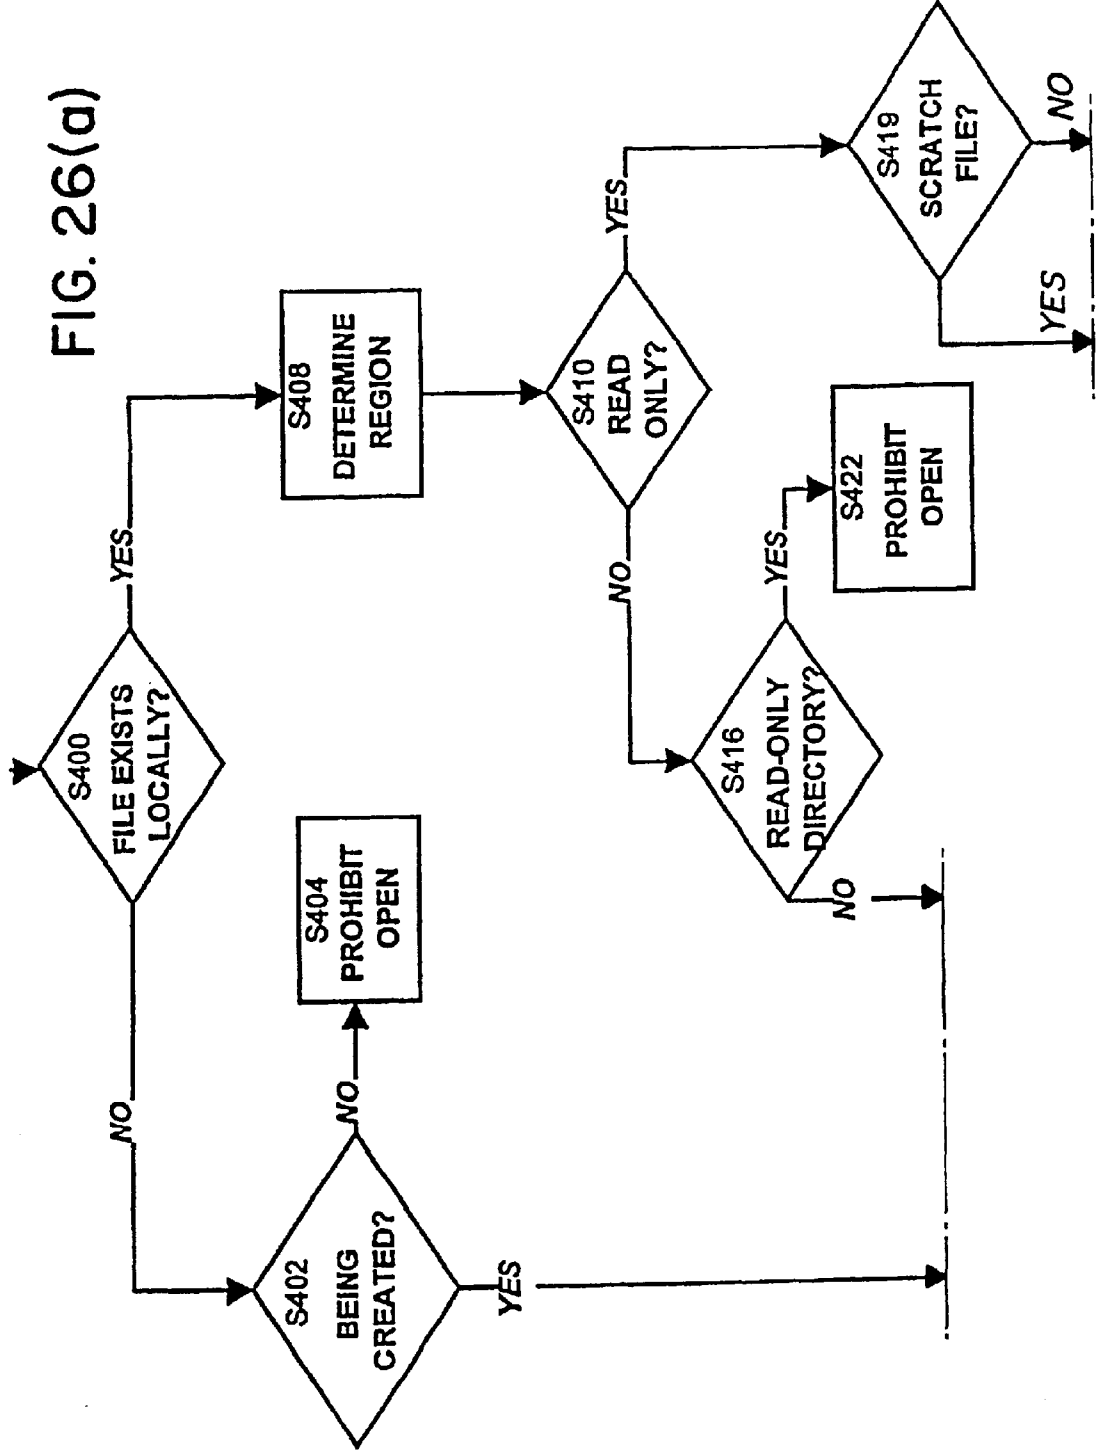 FIG. 26(a)
S400
FILE EXISTS
LOCALLY?
NO
YES
S402
BEING
CREATED?
NO
YES
S404
PROHIBIT
OPEN
S408
DETERMINE
REGION
S410
READ
ONLY?
NO
YES
S416
READ-ONLY
DIRECTORY?
NO
YES
S422
PROHIBIT
OPEN
S419
SCRATCH
FILE?
YES
NO